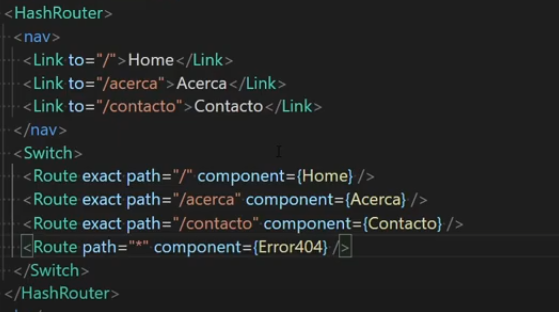 <HashRouter>
<nav>
<Link to="/">Home</Link>
<Link to="/acerca">Acerca</Link>
<Link to="/contacto">Contacto</Link>
</nav>
<Switch>
<Route exact path="/" component={Home} />
<Route exact path="/acerca" component={Acerca} />
<Route exact path="/contacto" component={Contacto} />
<Route path="*" component={Error404} />
</Switch>
</HashRouter>